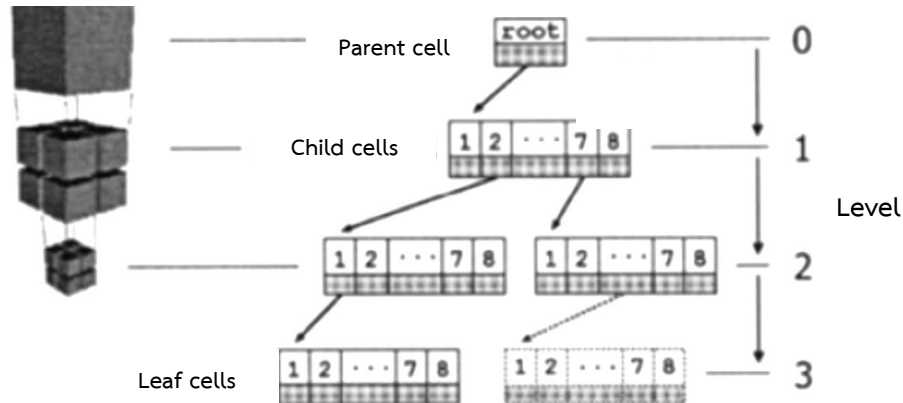 Parent cell root 0
Child cells 1 2 ··· 7 8 1
Level
1 2 ··· 7 8 1 2 ··· 7 8 2
Leaf cells 1 2 ··· 7 8 1 2 ··· 7 8 3